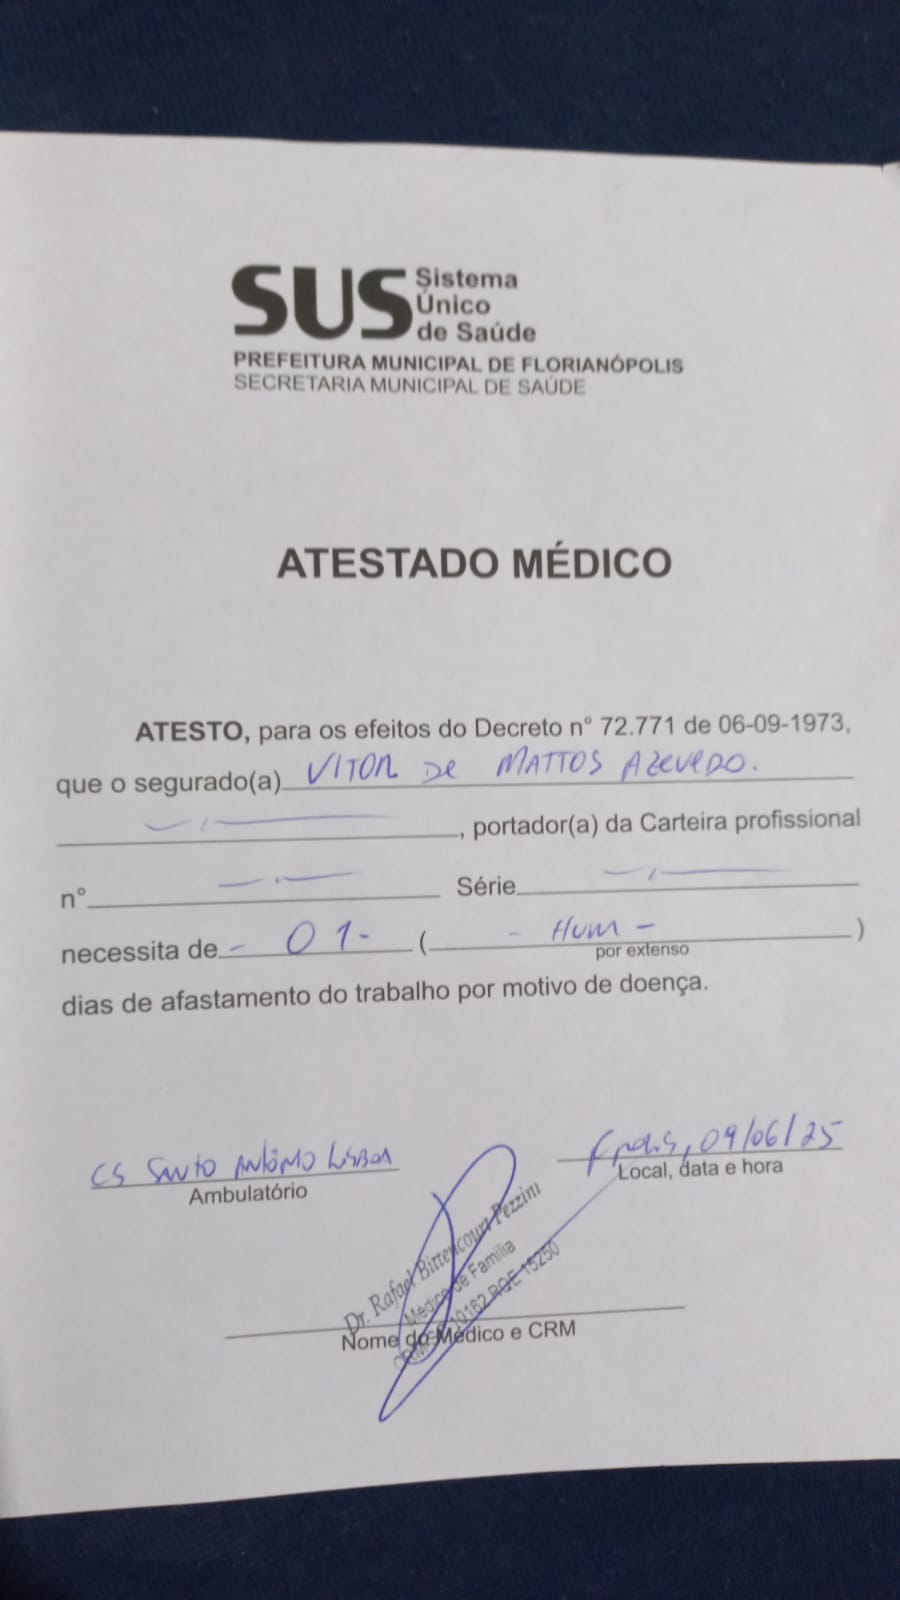 SUS Sistema
Único
de Saúde
PREFEITURA MUNICIPAL DE FLORIANÓPOLIS
SECRETARIA MUNICIPAL DE SAÚDE
ATESTADO MÉDICO
ATESTO, para os efeitos do Decreto n° 72.771 de 06-09-1973,
que o segurado(a) VITOR DE MATTOS AZEVEDO.
, portador(a) da Carteira profissional
n° Série
necessita de - 01 - ( - HUM - )
por extenso
dias de afastamento do trabalho por motivo de doença.
CS SANTO ANTÔNIO LISBOA
Ambulatório
Fpolis, 09/06/25
Local, data e hora
Dr. Rafael Bittencourt Pezzini
Médico de Família
10162 RQE 15250
Nome do Médico e CRM